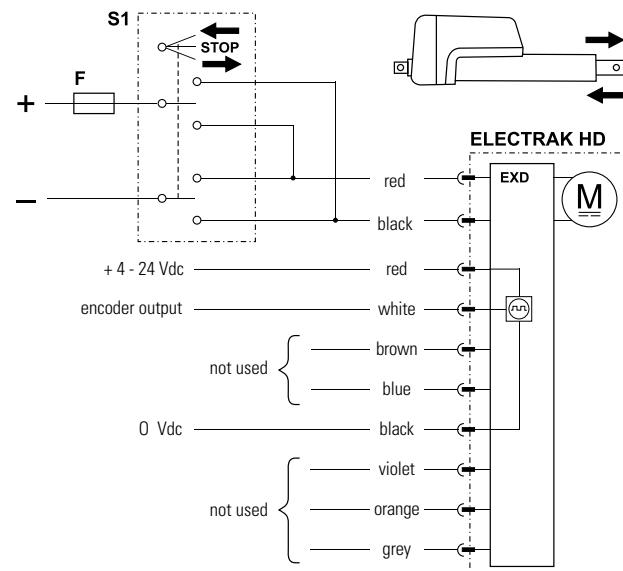 S1
STOP
F
+
–
ELECTRAK HD
EXD
M
red
black
+ 4 - 24 Vdc
red
encoder output
white
not used
brown
blue
0 Vdc
black
not used
violet
orange
grey